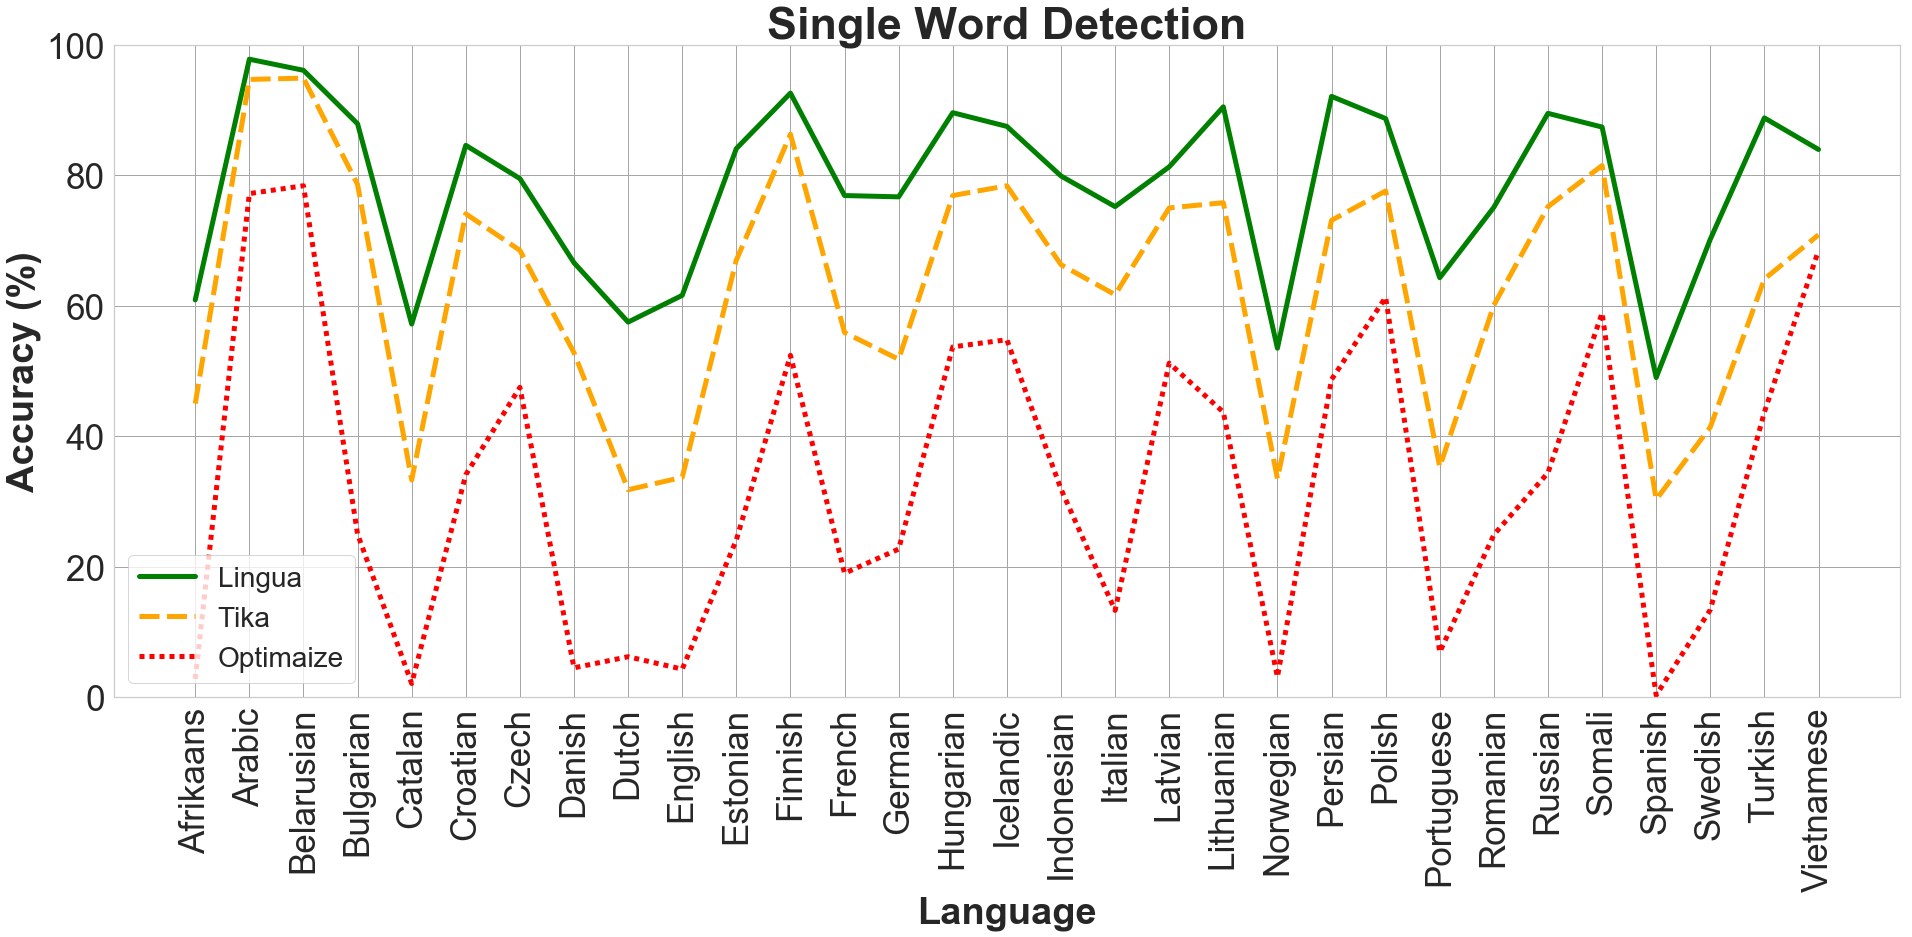 Single Word Detection
Accuracy (%)
100
80
60
40
20
0
Lingua
Tika
Optimaize
Afrikaans
Arabic
Belarusian
Bulgarian
Catalan
Croatian
Czech
Danish
Dutch
English
Estonian
Finnish
French
German
Hungarian
Icelandic
Indonesian
Italian
Latvian
Lithuanian
Norwegian
Persian
Polish
Portuguese
Romanian
Russian
Somali
Spanish
Swedish
Turkish
Vietnamese
Language